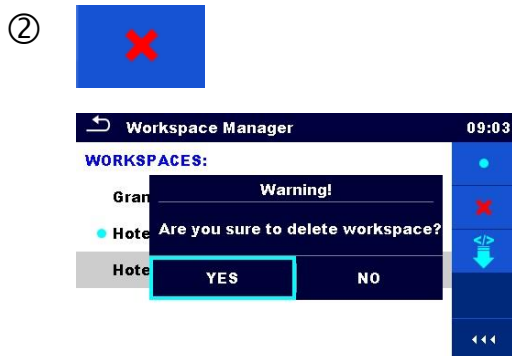 ②
Workspace Manager 09:03
WORKSPACES:
Gran
Warning!
Hote
Are you sure to delete workspace?
Hote
YES NO